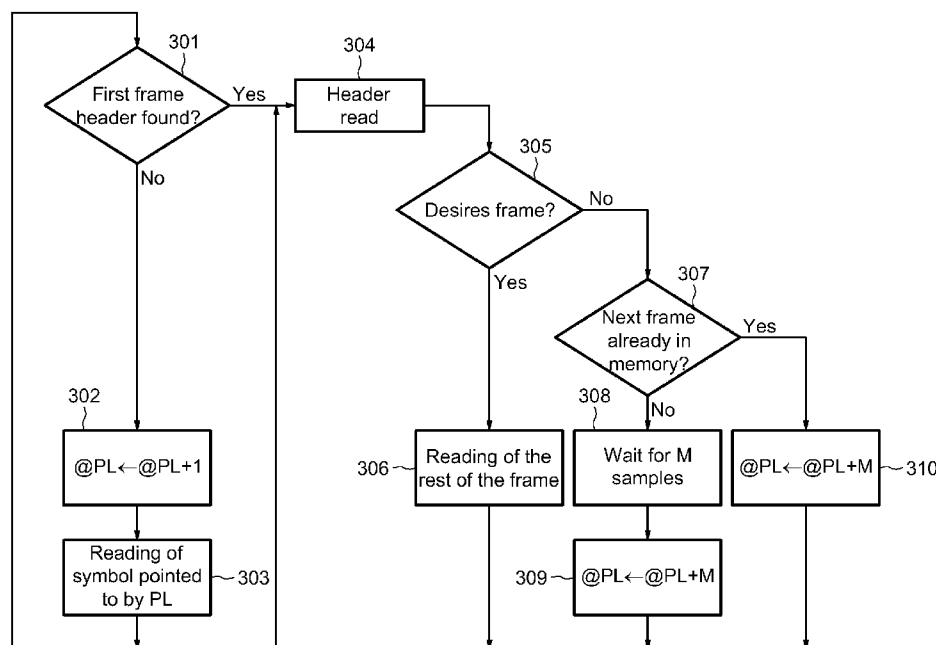 301
First frame
header found?
Yes
No
304
Header
read
305
Desires frame?
No
Yes
307
Next frame
already in
memory?
Yes
No
302
@PL←@PL+1
Reading of
symbol pointed
to by PL
303
306
Reading of the
rest of the frame
308
Wait for M
samples
309
@PL←@PL+M
@PL←@PL+M
310